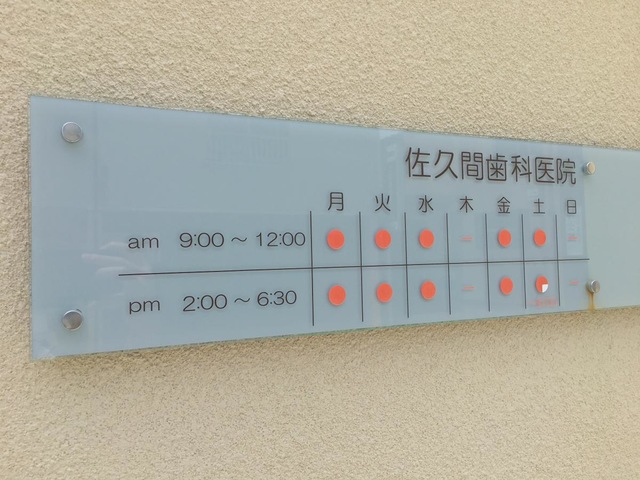 佐久間歯科医院
月 火 水 木 金 土 日
am 9:00～12:00 ● ● ● － ● ● －
pm 2:00～6:30 ● ● ● － ● ◕ －